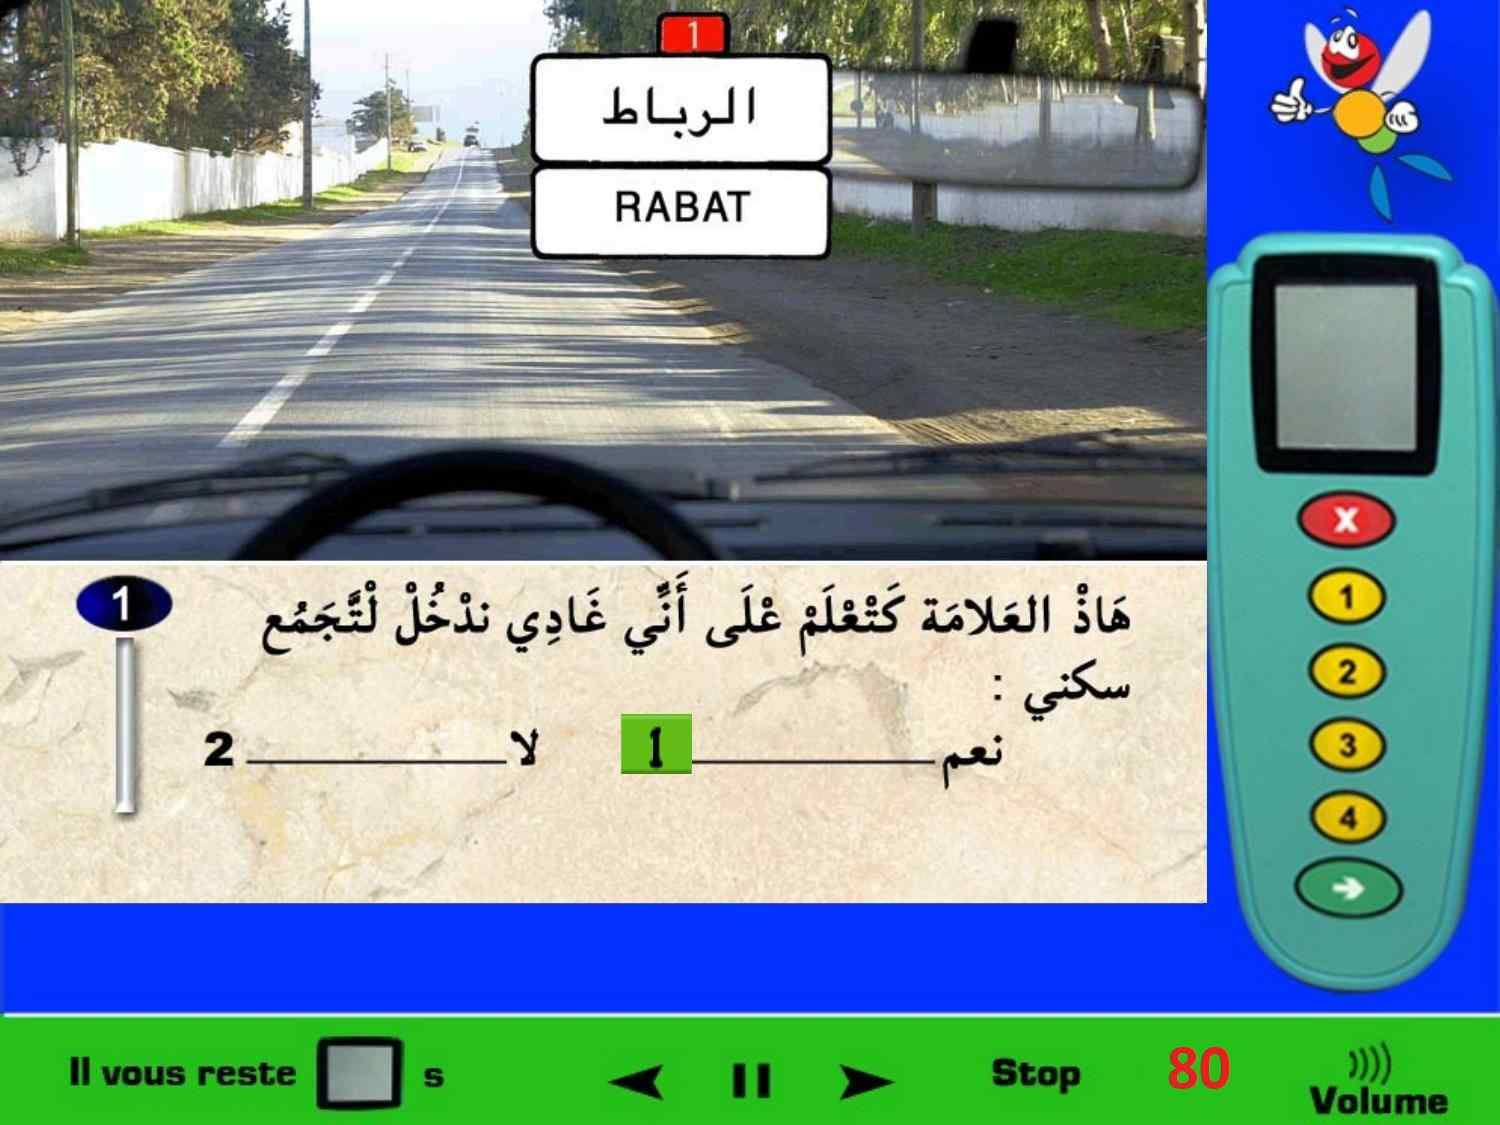 1
الرباط
RABAT
1
هَاذْ العَلامَة كَتْعْلَمْ عْلَى أَنِّي غَادِي ندْخُلْ لْتَّجَمُع
سكني :
نعم 1 لا 2
X
1
2
3
4
Il vous reste s
Stop
80
Volume